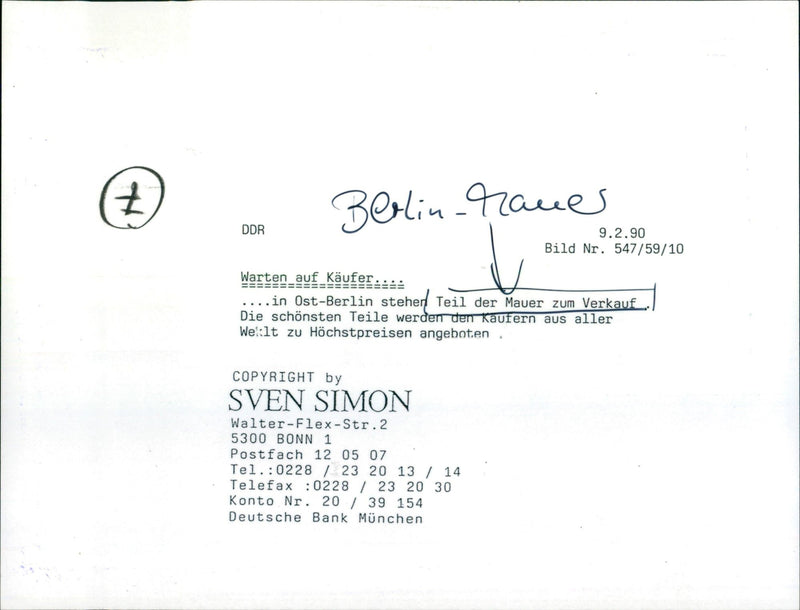 Berlin-Mauer
DDR
9.2.90
Bild Nr. 547/59/10
Warten auf Käufer....
....in Ost-Berlin stehen Teil der Mauer zum Verkauf.
Die schönsten Teile werden den Käufern aus aller
Welt zu Höchstpreisen angeboten .
COPYRIGHT by
SVEN SIMON
Walter-Flex-Str.2
5300 BONN 1
Postfach 12 05 07
Tel.:0228 / 23 20 13 / 14
Telefax :0228 / 23 20 30
Konto Nr. 20 / 39 154
Deutsche Bank München